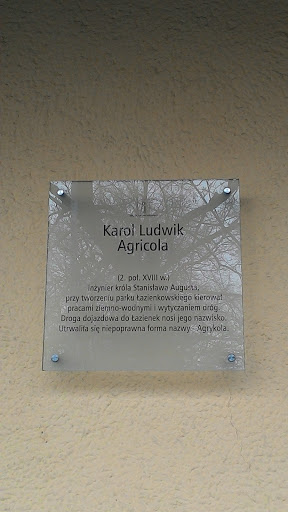 Karol Ludwik
Agricola
(2. poł. XVIII w.)
inżynier króla Stanisława Augusta,
przy tworzeniu parku Łazienkowskiego kierował
pracami ziemno-wodnymi i wytyczaniem dróg.
Droga dojazdowa do Łazienek nosi jego nazwisko.
Utrwaliła się niepoprawna forma nazwy - Agrykola.